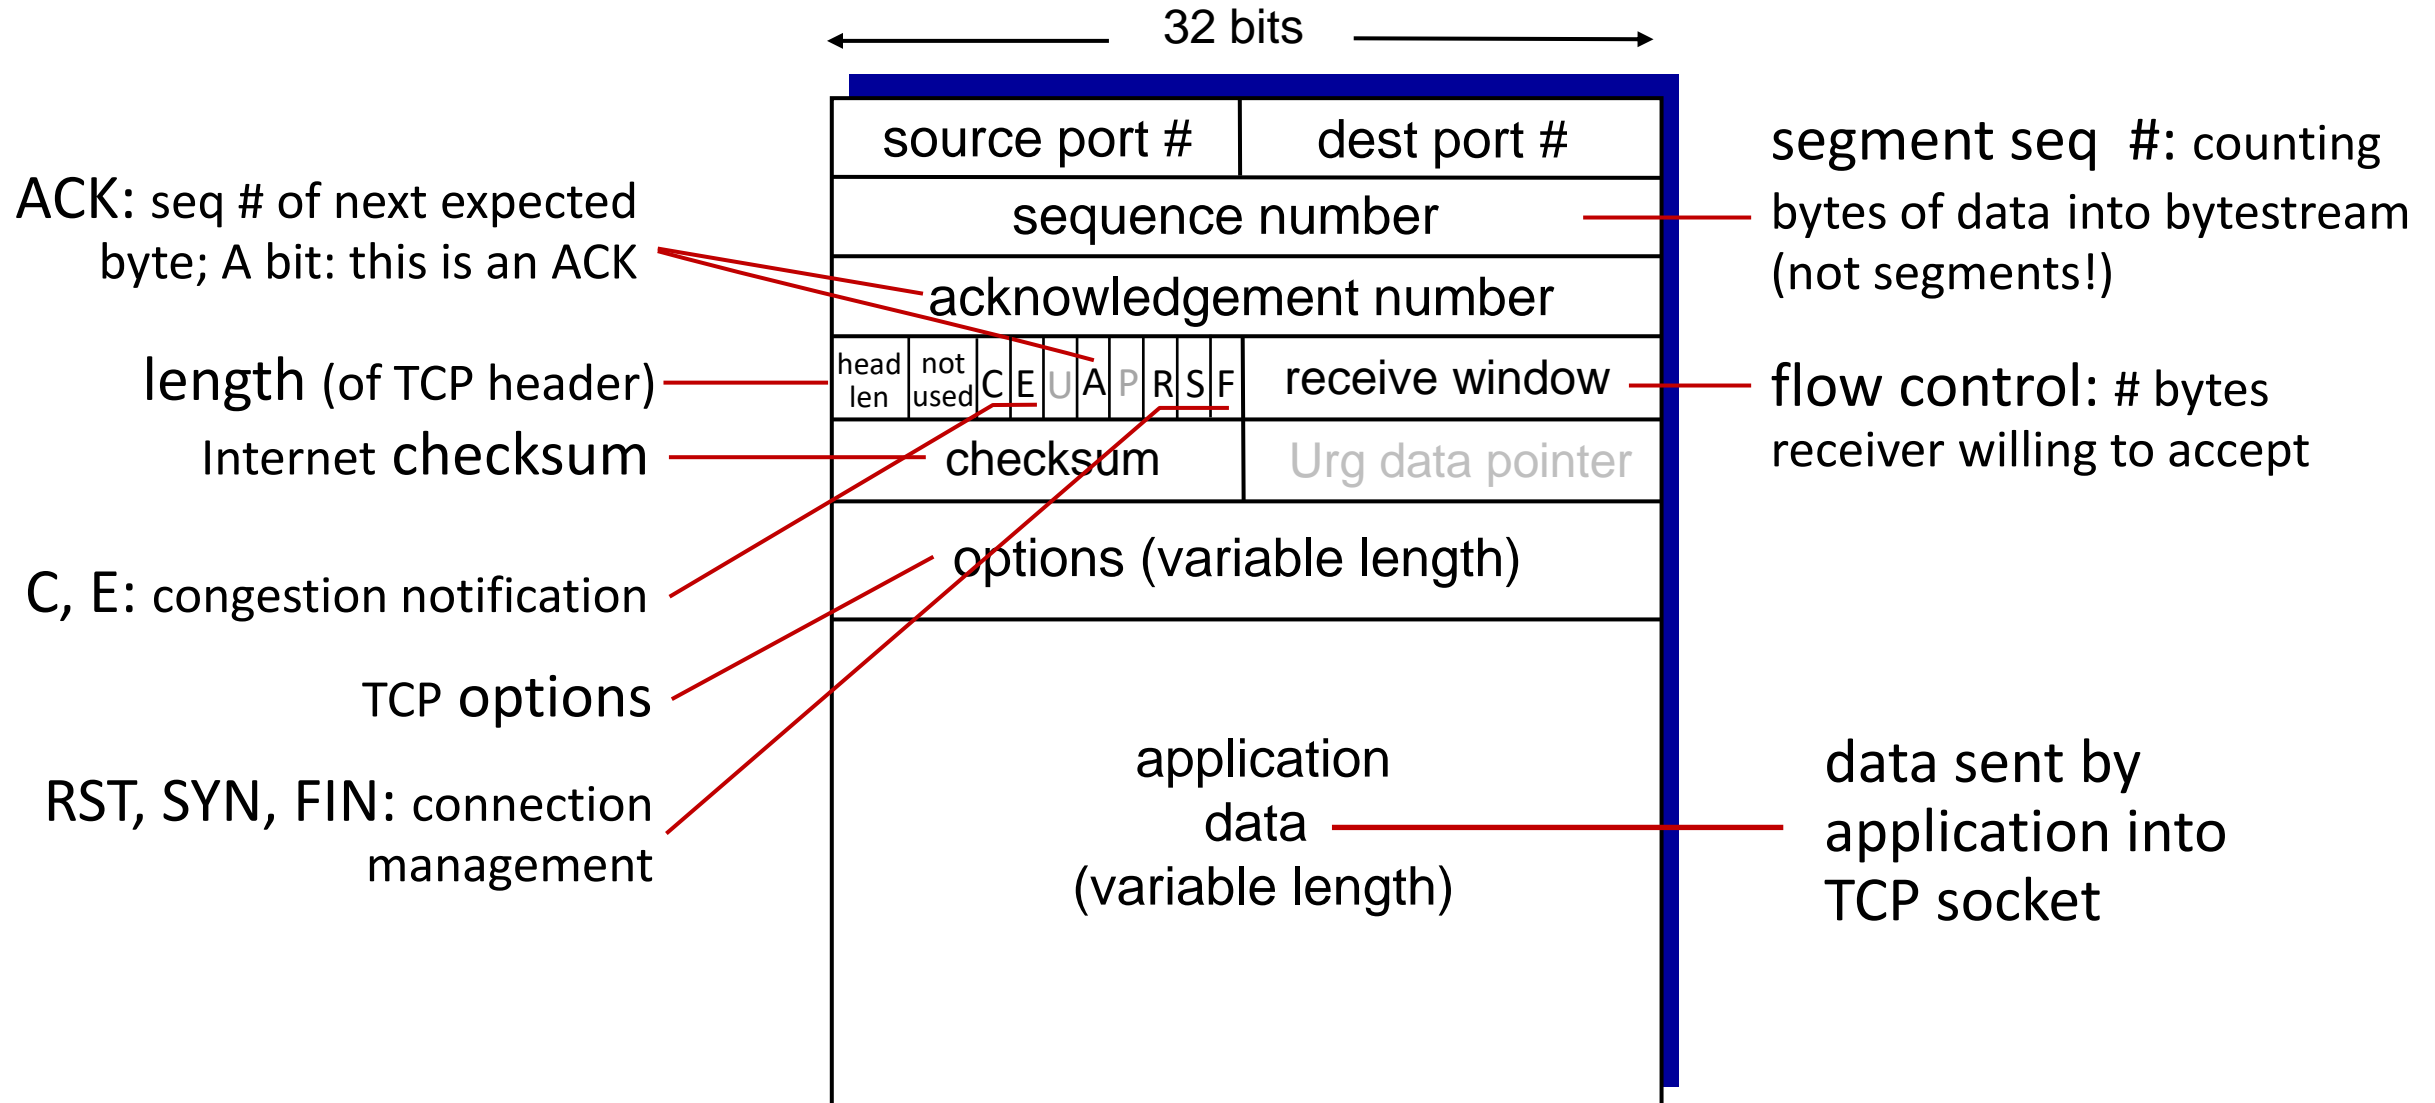 32 bits
source port #
dest port #
sequence number
acknowledgement number
head
len
not
used
C
E
U
A
P
R
S
F
receive window
checksum
Urg data pointer
options (variable length)
application
data
(variable length)
ACK: seq # of next expected
byte; A bit: this is an ACK
length (of TCP header)
Internet checksum
C, E: congestion notification
TCP options
RST, SYN, FIN: connection
management
segment seq #: counting
bytes of data into bytestream
(not segments!)
flow control: # bytes
receiver willing to accept
data sent by
application into
TCP socket